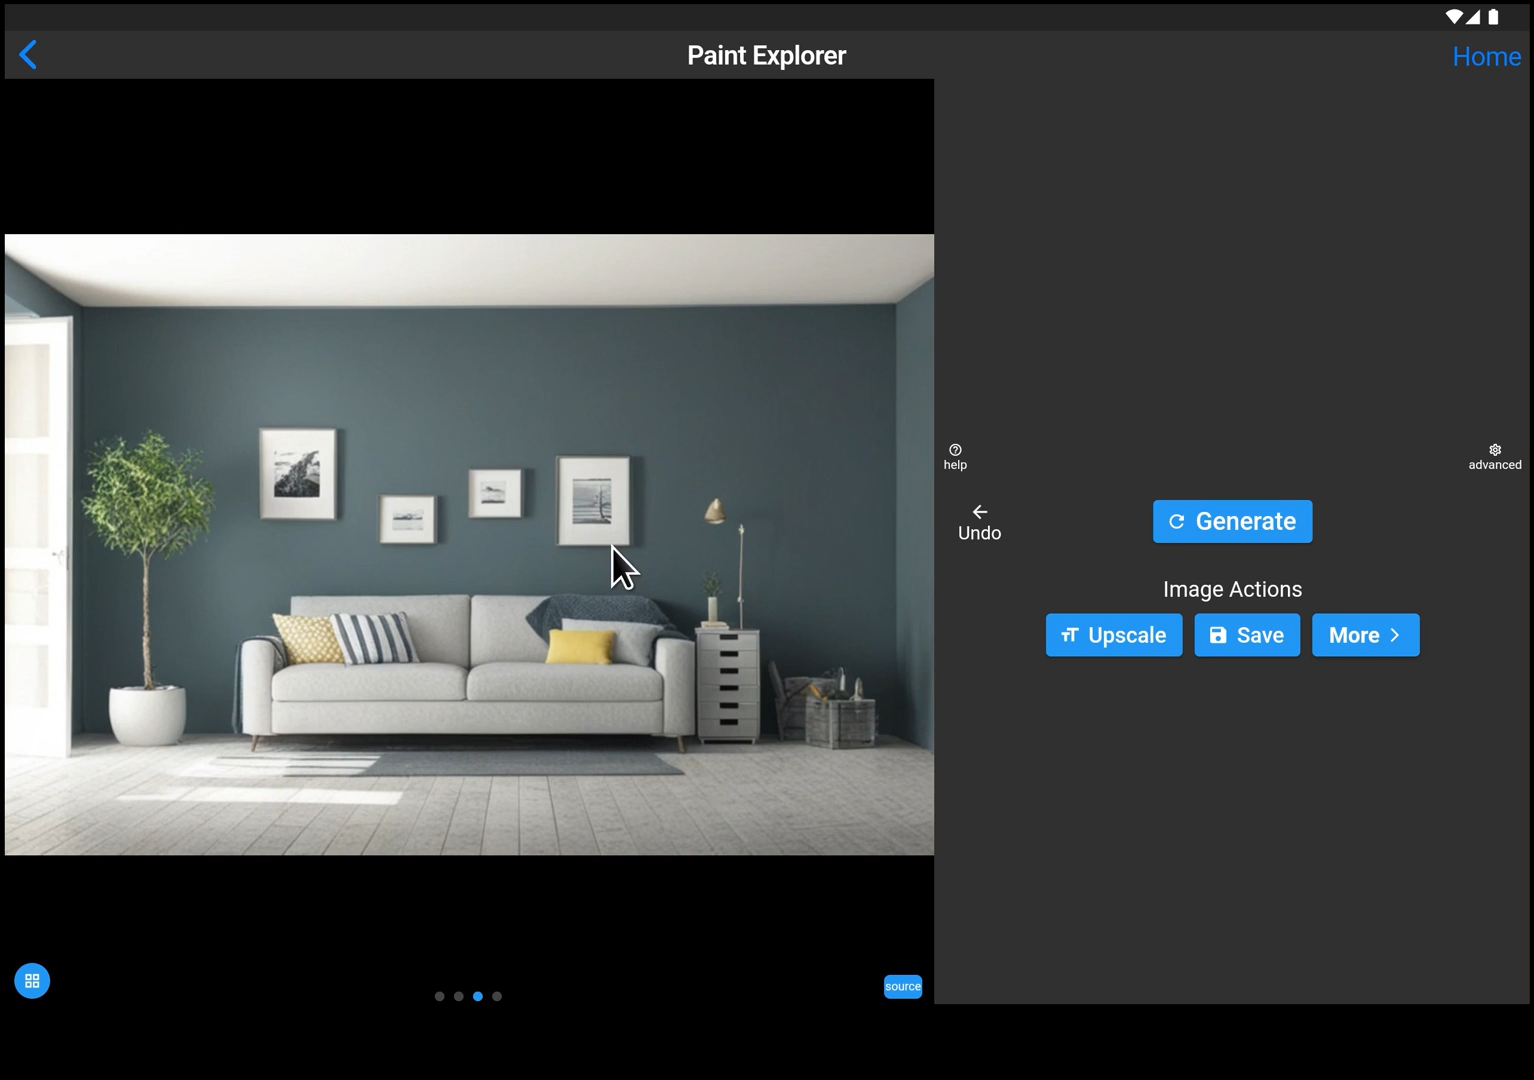 Paint Explorer
Home
help
advanced
Undo
Generate
Image Actions
Upscale
Save
More
source